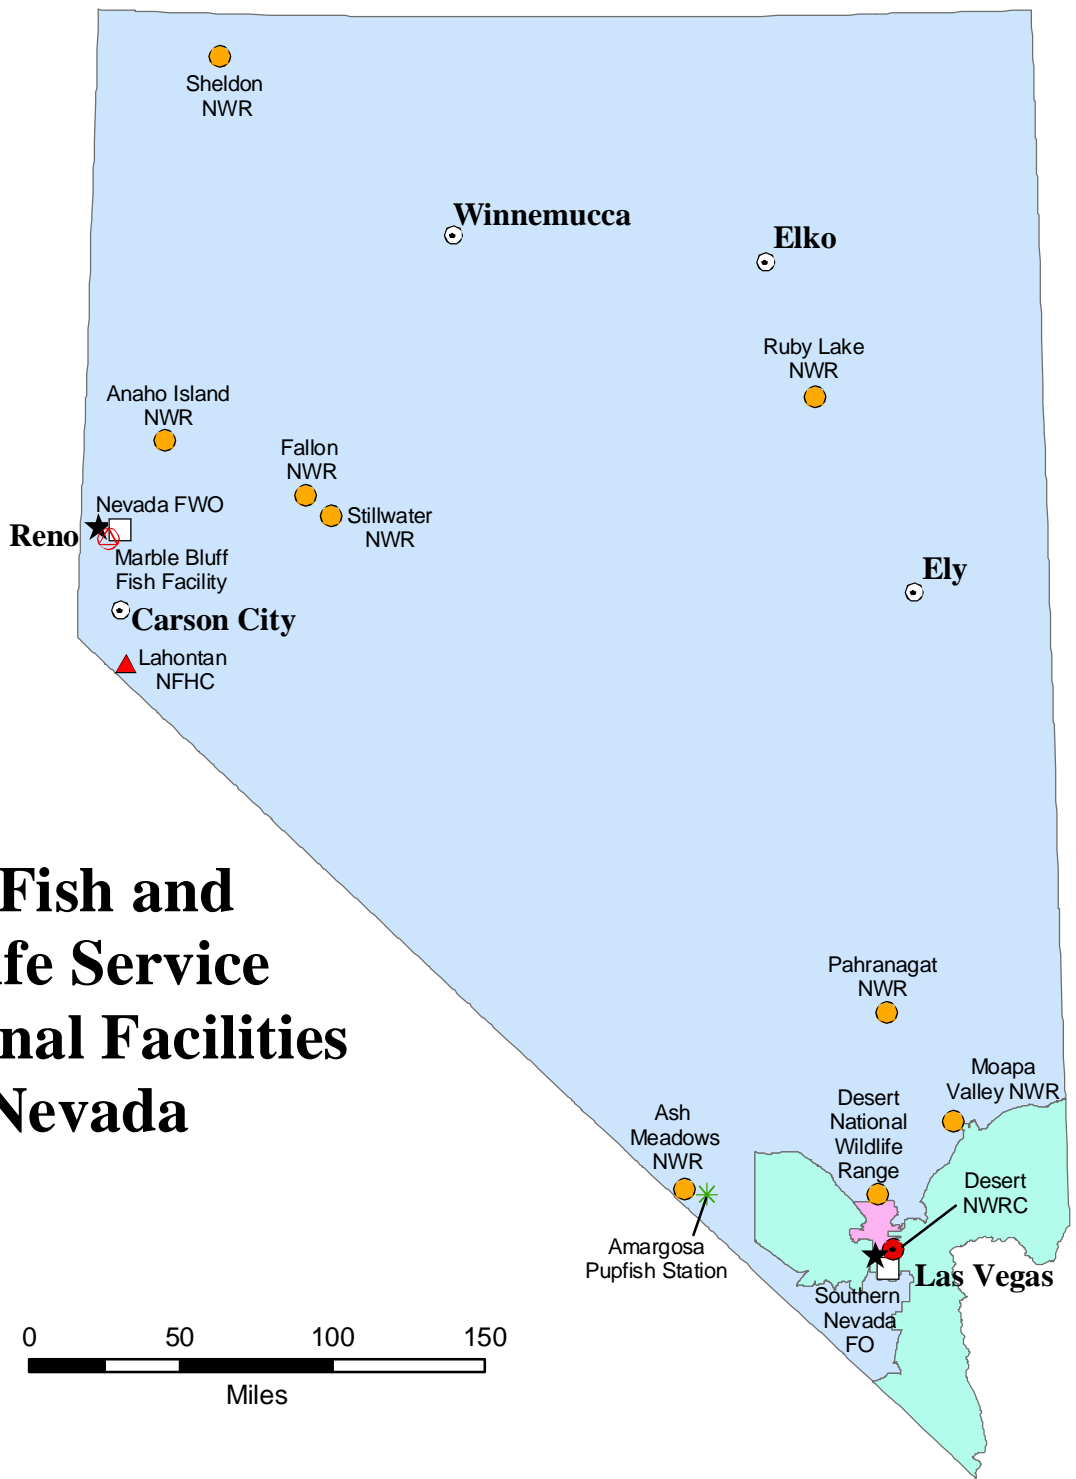 Sheldon
NWR
Winnemucca
Elko
Ruby Lake
NWR
Anaho Island
NWR
Fallon
NWR
Stillwater
NWR
Nevada FWO
Reno
Marble Bluff
Fish Facility
Carson City
Lahontan
NFHC
Ely
Fish and
ife Service
nal Facilities
Nevada
Pahranagat
NWR
Moapa
Valley NWR
Desert
National
Wildlife
Range
Ash
Meadows
NWR
Desert
NWRC
Amargosa
Pupfish Station
Las Vegas
Southern
Nevada
FO
0 50 100 150
Miles